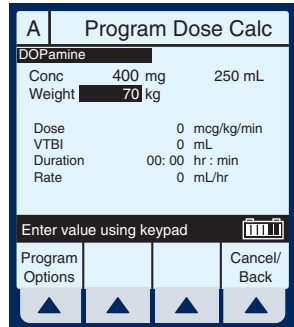 A Program Dose Calc
DOPamine
Conc 400 mg 250 mL
Weight 70 kg
Dose 0 mcg/kg/min
VTBI 0 mL
Duration 00: 00 hr : min
Rate 0 mL/hr
Enter value using keypad
Program Options Cancel/ Back